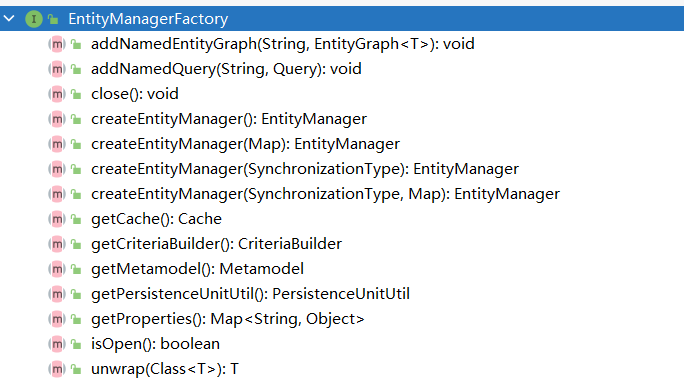 EntityManagerFactory
addNamedEntityGraph(String, EntityGraph<T>): void
addNamedQuery(String, Query): void
close(): void
createEntityManager(): EntityManager
createEntityManager(Map): EntityManager
createEntityManager(SynchronizationType): EntityManager
createEntityManager(SynchronizationType, Map): EntityManager
getCache(): Cache
getCriteriaBuilder(): CriteriaBuilder
getMetamodel(): Metamodel
getPersistenceUnitUtil(): PersistenceUnitUtil
getProperties(): Map<String, Object>
isOpen(): boolean
unwrap(Class<T>): T